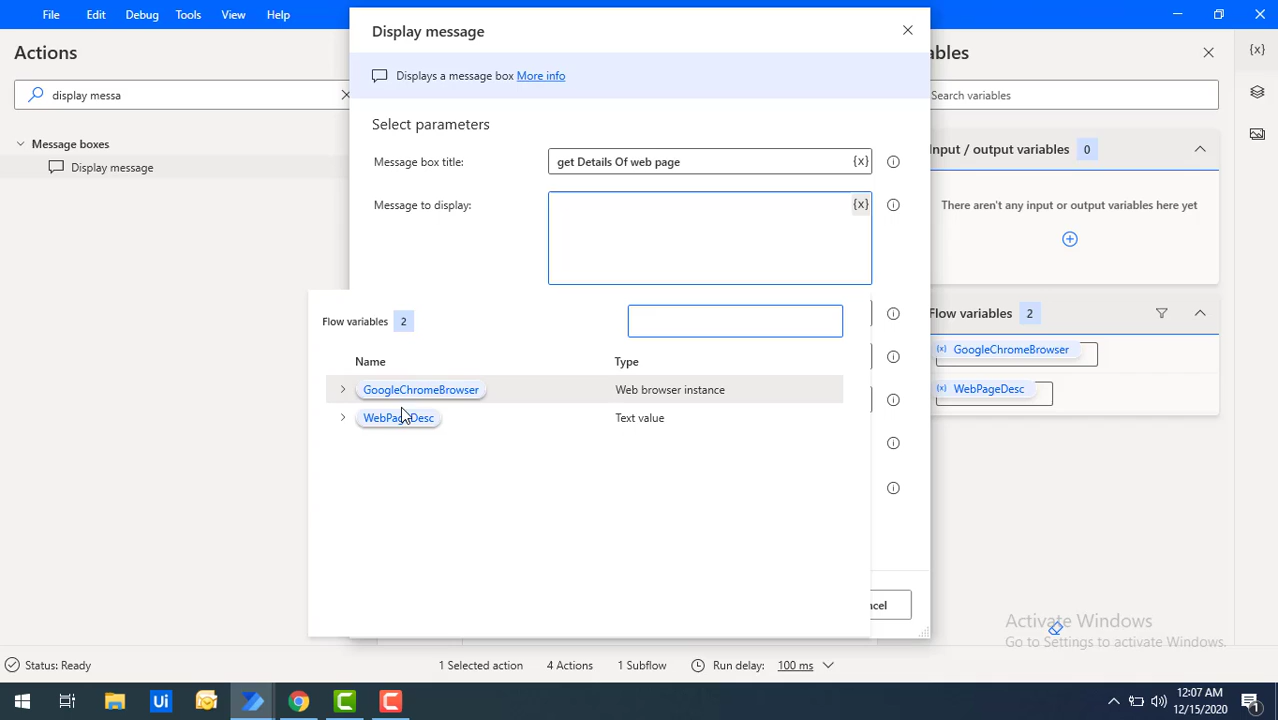 File Edit Debug Tools View Help
Actions
display messa
Message boxes
Display message
Display message
Displays a message box More info
Select parameters
Message box title: get Details Of web page {x}
Message to display: {x}
Flow variables 2
Name Type
GoogleChromeBrowser Web browser instance
WebPageDesc Text value
ncel
ables
{x}
Search variables
Input / output variables 0
There aren't any input or output variables here yet
Flow variables 2
{x} GoogleChromeBrowser
{x} WebPageDesc
Activate Windows
Go to Settings to activate Windows.
Status: Ready 1 Selected action 4 Actions 1 Subflow Run delay: 100 ms
Ui
12:07 AM
12/15/2020
1